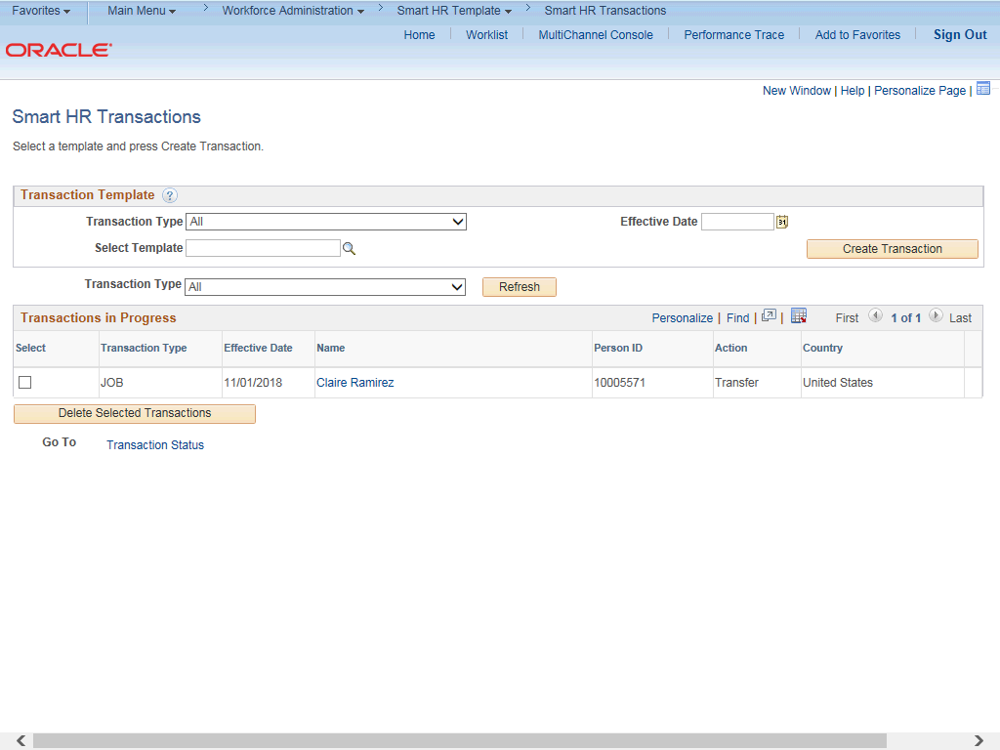 Favorites Main Menu > Workforce Administration > Smart HR Template > Smart HR Transactions
Home Worklist MultiChannel Console Performance Trace Add to Favorites Sign Out
ORACLE
New Window | Help | Personalize Page |
Smart HR Transactions
Select a template and press Create Transaction.
Transaction Template ?
Transaction Type All Effective Date 31
Select Template Create Transaction
Transaction Type All Refresh
Transactions in Progress Personalize | Find | | First 1 of 1 Last
Select Transaction Type Effective Date Name Person ID Action Country
JOB 11/01/2018 Claire Ramirez 10005571 Transfer United States
Delete Selected Transactions
Go To Transaction Status